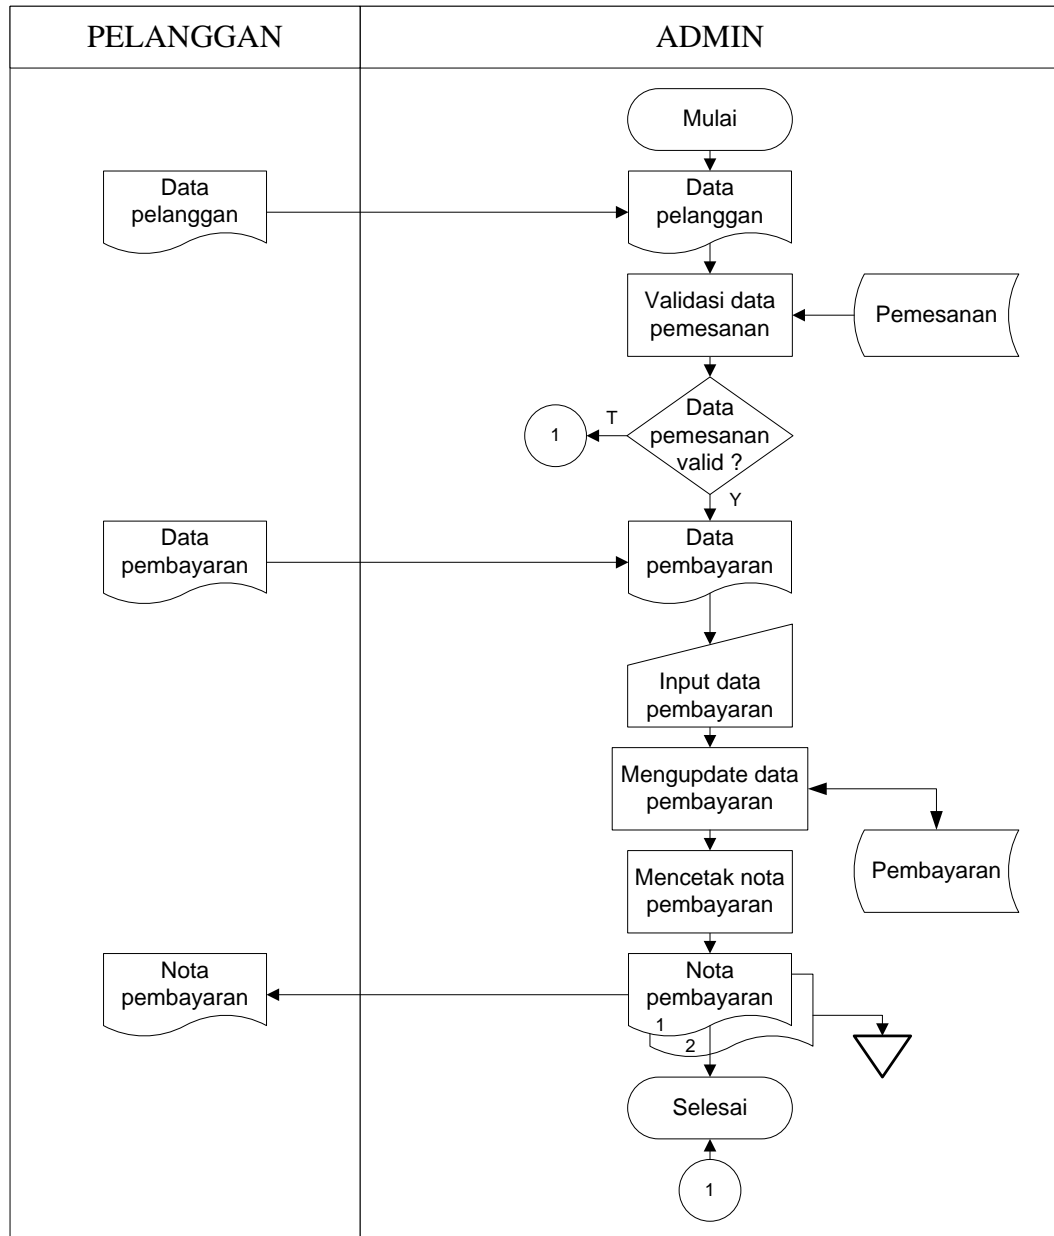 PELANGGAN
ADMIN
Mulai
Data
pelanggan
Data
pelanggan
Validasi data
pemesanan
Pemesanan
Data
pemesanan
valid ?
T
1
Y
Data
pembayaran
Data
pembayaran
Input data
pembayaran
Mengupdate data
pembayaran
Pembayaran
Mencetak nota
pembayaran
Nota
pembayaran
Nota
pembayaran
1
2
Selesai
1